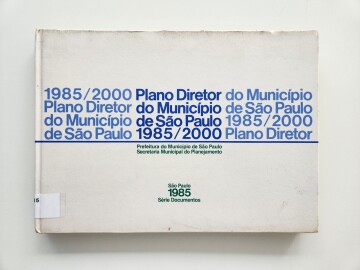 1985/2000 Plano Diretor do Município
Plano Diretor do Município de São Paulo
do Município de São Paulo 1985/2000
de São Paulo 1985/2000 Plano Diretor
Prefeitura do Município de São Paulo
Secretaria Municipal do Planejamento
São Paulo
1985
Série Documentos